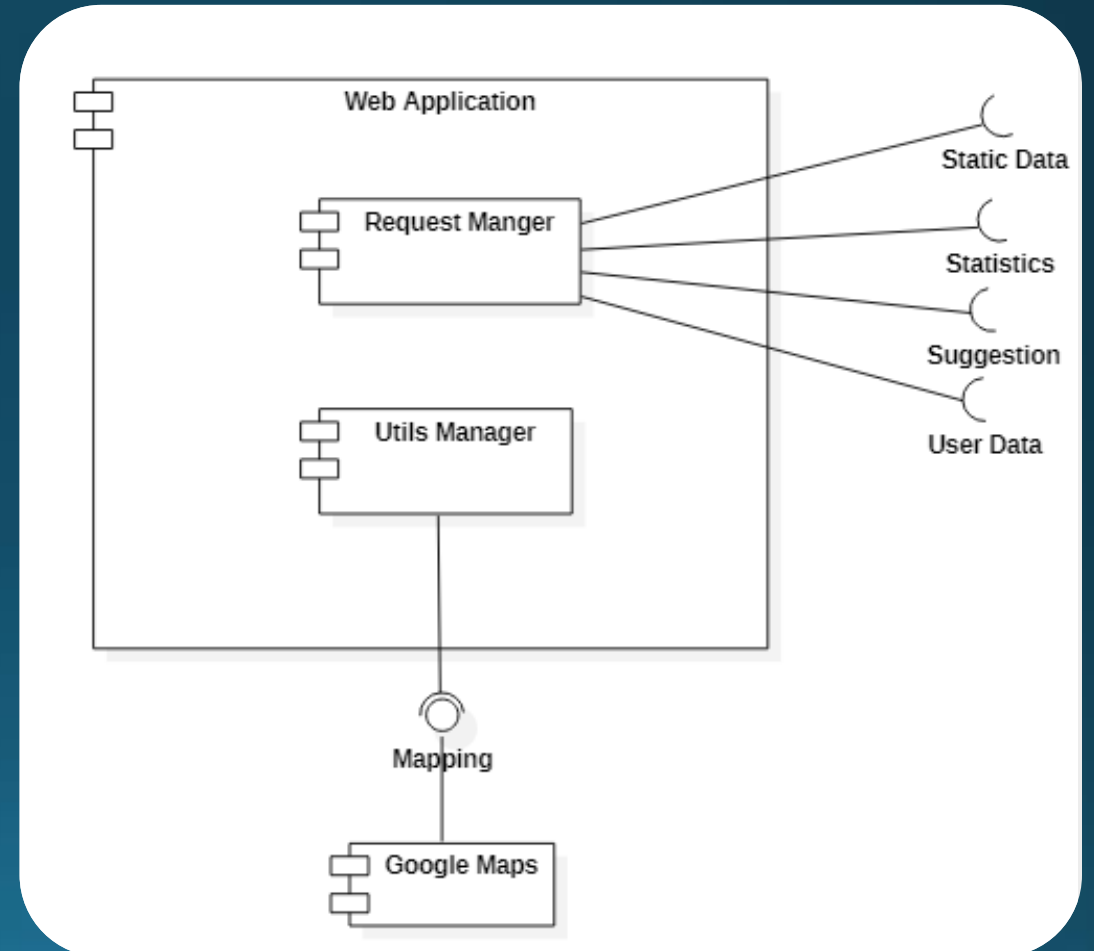 Web Application
Static Data
Request Manger
Statistics
Suggestion
Utils Manager
User Data
Mapping
Google Maps